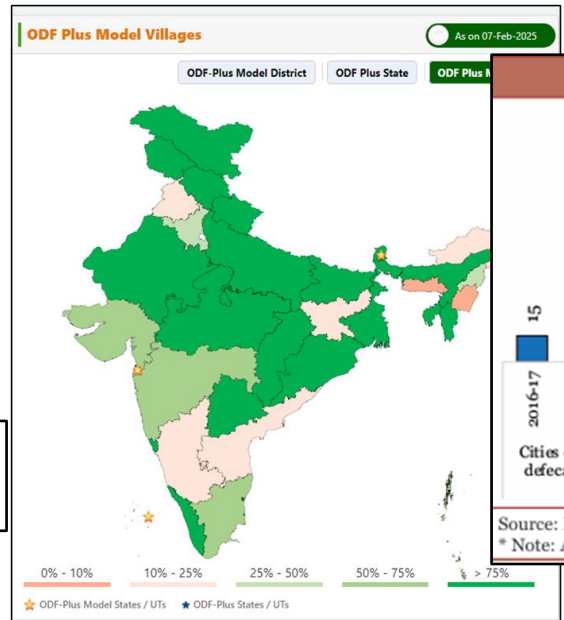 ODF Plus Model Villages
As on 07-Feb-2025
ODF-Plus Model District
ODF Plus State
ODF Plus
0% - 10%
10% - 25%
25% - 50%
50% - 75%
> 75%
ODF-Plus Model States / UTs
ODF-Plus States / UTs
15
2016-17
Cities
Source:
* Note: